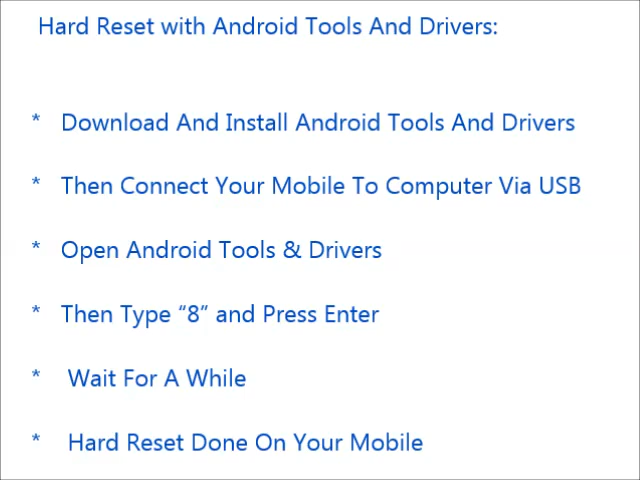 Hard Reset with Android Tools And Drivers:
* Download And Install Android Tools And Drivers
* Then Connect Your Mobile To Computer Via USB
* Open Android Tools & Drivers
* Then Type “8” and Press Enter
* Wait For A While
* Hard Reset Done On Your Mobile